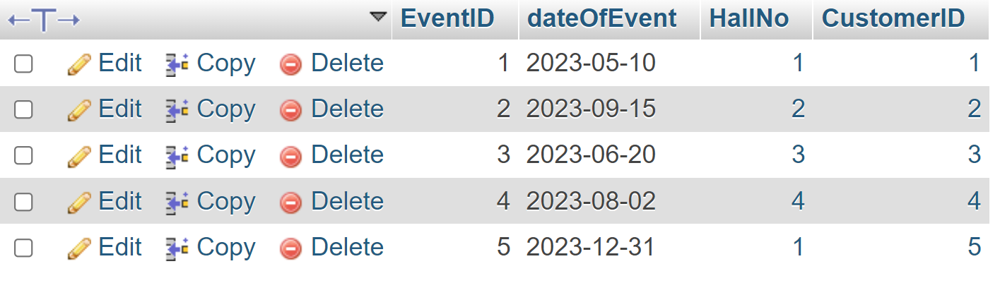 ←T→ EventID dateOfEvent HallNo CustomerID
Edit Copy Delete 1 2023-05-10 1 1
Edit Copy Delete 2 2023-09-15 2 2
Edit Copy Delete 3 2023-06-20 3 3
Edit Copy Delete 4 2023-08-02 4 4
Edit Copy Delete 5 2023-12-31 1 5